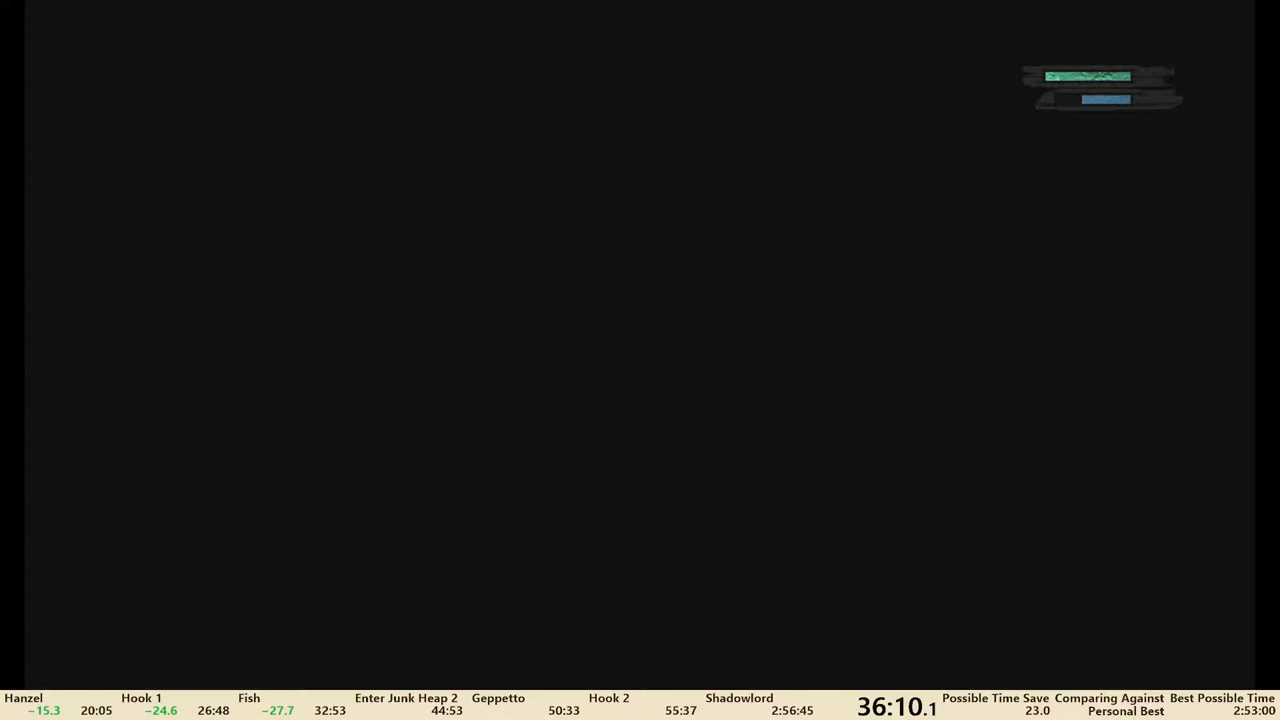 Hanzel Hook 1 Fish Enter Junk Heap 2 Geppetto Hook 2 Shadowlord 36:10.1 Possible Time Save Comparing Against Best Possible Time
−15.3 20:05 −24.6 26:48 −27.7 32:53 44:53 50:33 55:37 2:56:45 23.0 Personal Best 2:53:00